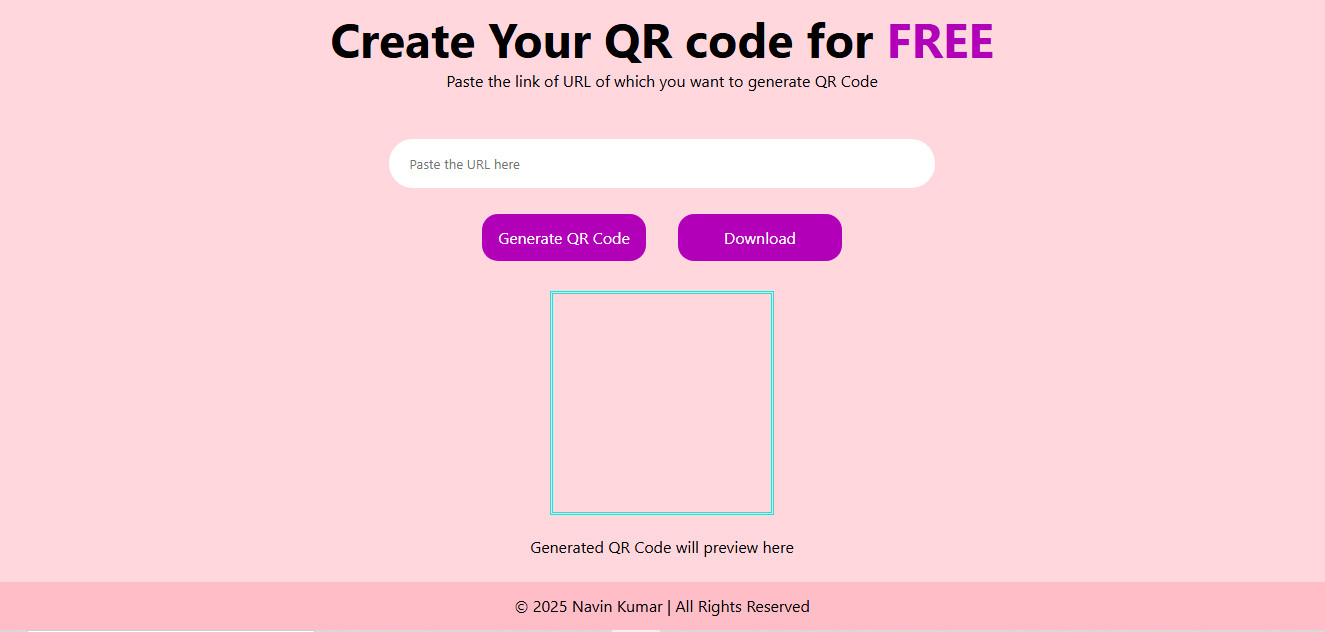 Create Your QR code for FREE
Paste the link of URL of which you want to generate QR Code
Paste the URL here
Generate QR Code
Download
Generated QR Code will preview here
© 2025 Navin Kumar | All Rights Reserved